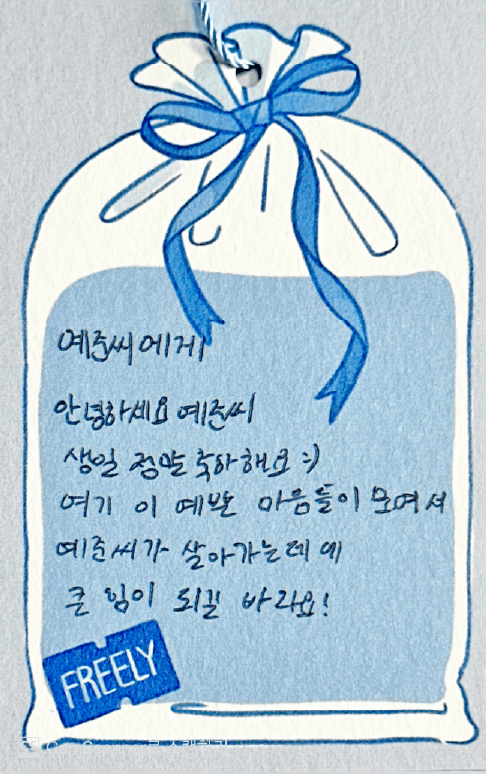 예준씨에게
안녕하세요 예준씨
생일 정말 축하해요 :)
여기 이 예쁜 마음들이 모여서
예준씨가 살아가는데에
큰 힘이 되길 바라요!
FREELY